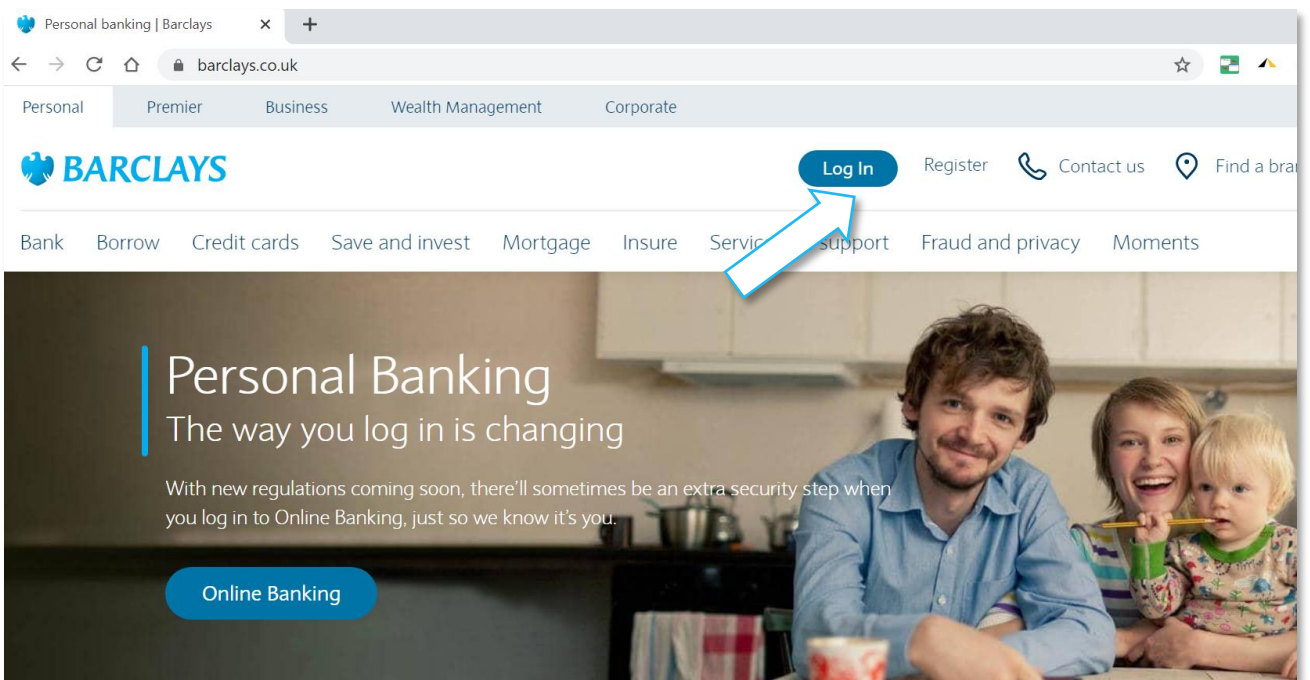 Personal banking | Barclays
barclays.co.uk
Personal Premier Business Wealth Management Corporate
BARCLAYS
Log In Register Contact us Find a
Bank Borrow Credit cards Save and invest Mortgage Insure support Fraud and privacy Moments
Personal Banking
The way you log in is changing
With new regulations coming soon, there'll sometimes be an extra security step when
you log in to Online Banking, just so we know it's you.
Online Banking